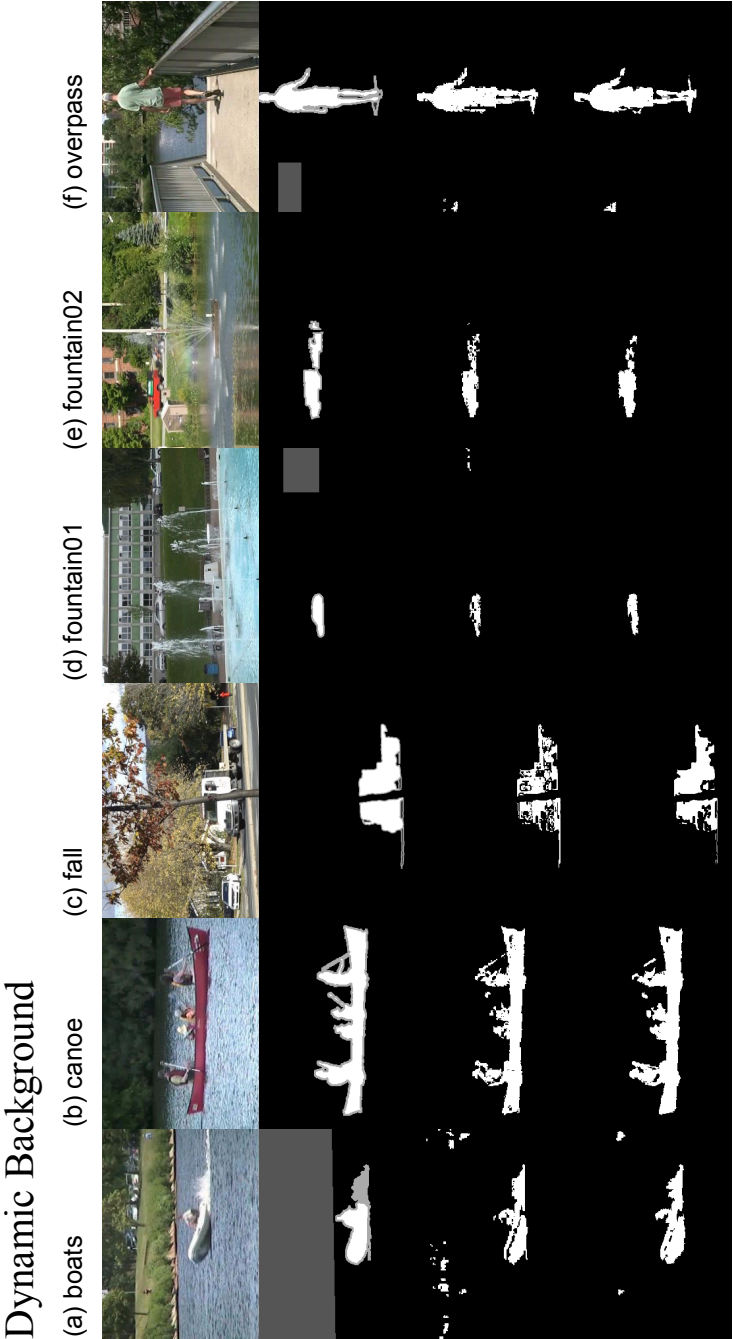 Dynamic Background
(a) boats
(b) canoe
(c) fall
(d) fountain01
(e) fountain02
(f) overpass